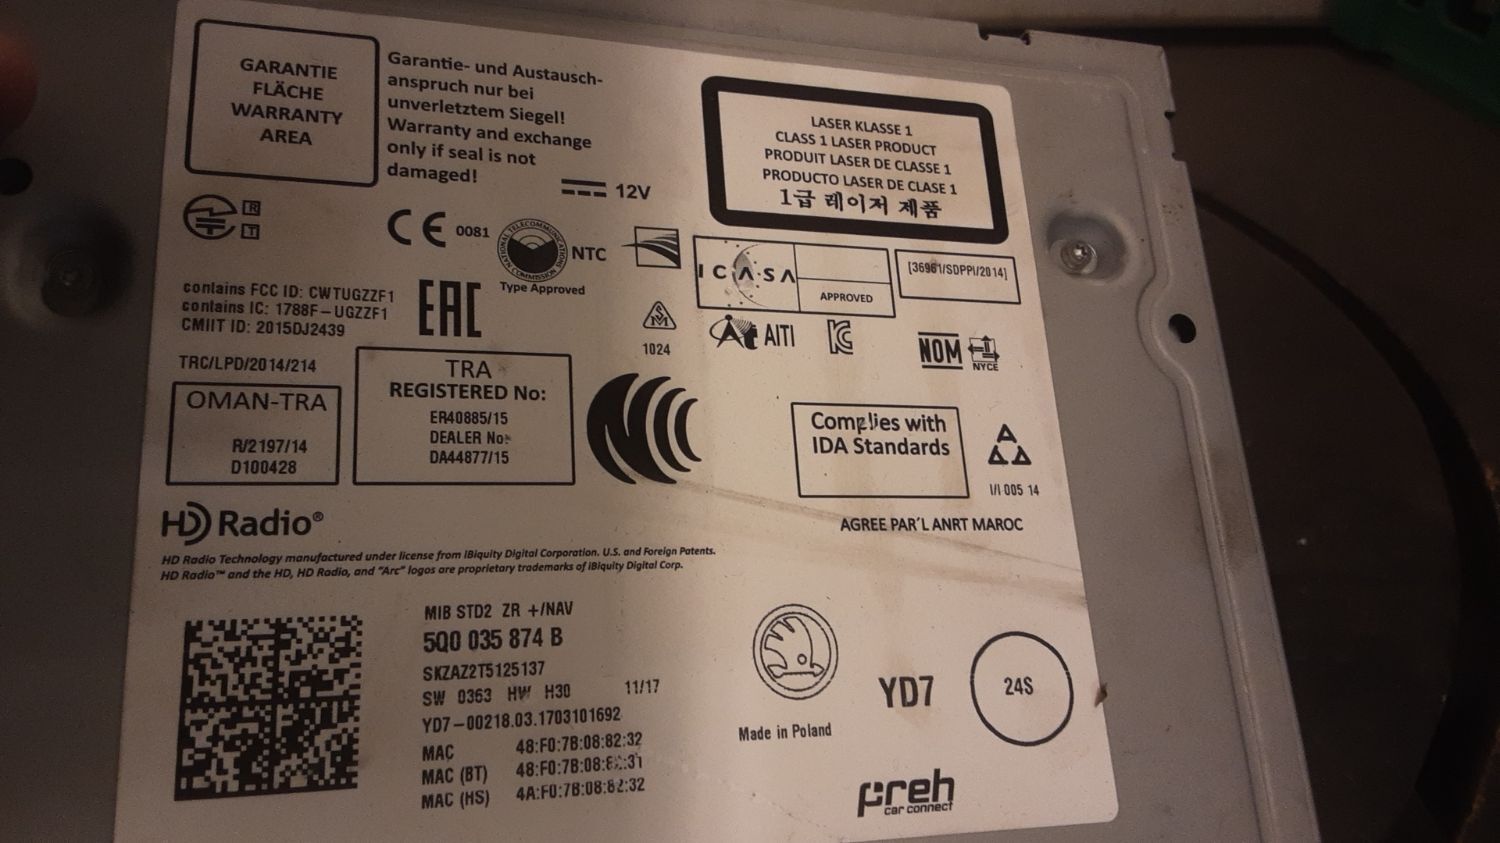 GARANTIE
FLÄCHE
WARRANTY
AREA
Garantie- und Austausch-
anspruch nur bei
unverletztem Siegel!
Warranty and exchange
only if seal is not
damaged!
12V
LASER KLASSE 1
CLASS 1 LASER PRODUCT
PRODUIT LASER DE CLASSE 1
PRODUCTO LASER DE CLASE 1
1급 레이저 제품
R
T
CE 0081
NATIONAL TELECOMMUNICATIONS COMMISSION
NTC
Type Approved
ICASA
APPROVED
[36961/SDPPI/2014]
contains FCC ID: CWTUGZZF1
contains IC: 1788F-UGZZF1
CMIIT ID: 2015DJ2439
EAC
1024
AITI
KC
NOM
NYCE
TRC/LPD/2014/214
OMAN-TRA
R/2197/14
D100428
TRA
REGISTERED No:
ER40885/15
DEALER No:
DA44877/15
Complies with
IDA Standards
I/I 005 14
AGREE PAR´L ANRT MAROC
HD Radio®
HD Radio Technology manufactured under license from iBiquity Digital Corporation. U.S. and Foreign Patents.
HD Radio™ and the HD, HD Radio, and "Arc" logos are proprietary trademarks of iBiquity Digital Corp.
MIB STD2 ZR +/NAV
5Q0 035 874 B
SKZAZ2T5125137
SW 0363 HW H30 11/17
YD7-00218.03.1703101692
MAC 48:F0:7B:08:82:32
MAC (BT) 48:F0:7B:08:82:31
MAC (HS) 4A:F0:7B:08:82:32
Made in Poland
YD7
24S
preh
car connect